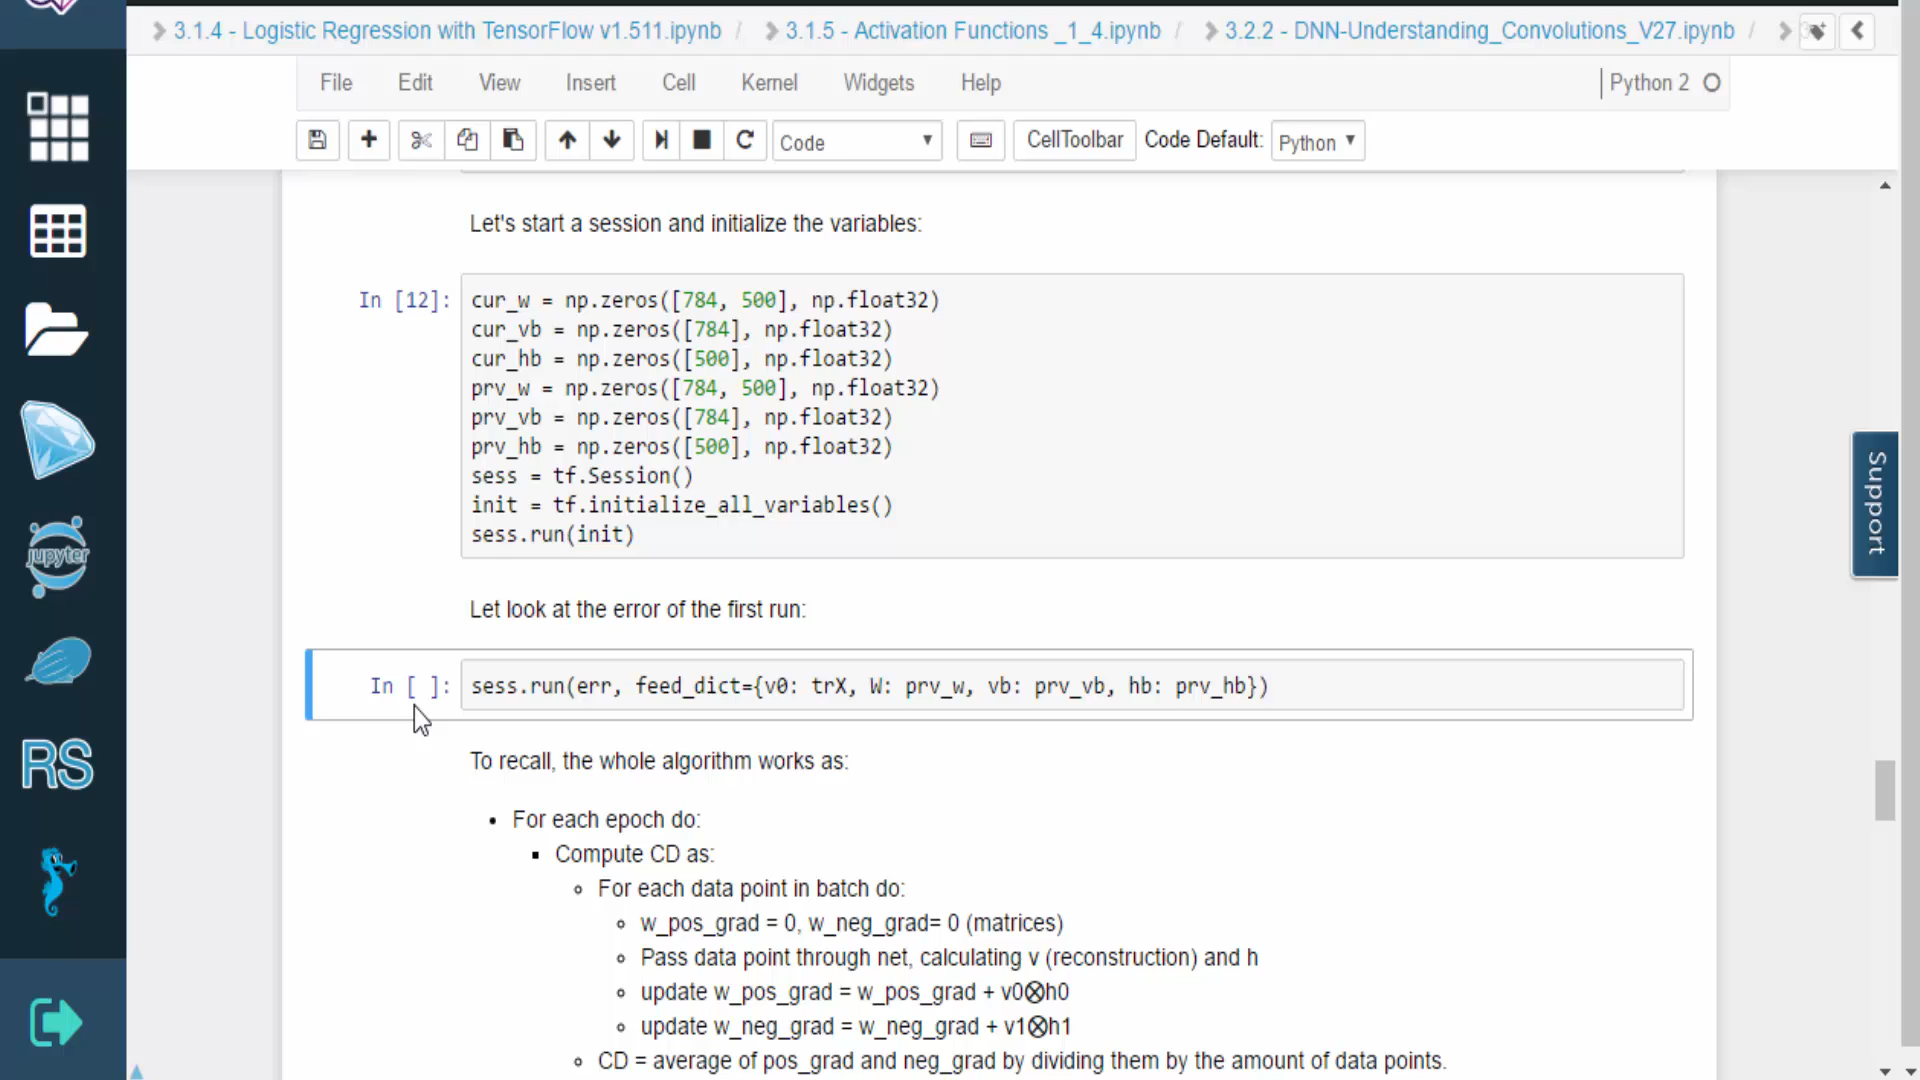 3.1.4 - Logistic Regression with TensorFlow v1.511.ipynb / 3.1.5 - Activation Functions _1_4.ipynb / 3.2.2 - DNN-Understanding_Convolutions_V27.ipynb /
File Edit View Insert Cell Kernel Widgets Help Python 2
Code CellToolbar Code Default: Python
Let's start a session and initialize the variables:
In [12]: cur_w = np.zeros([784, 500], np.float32)
cur_vb = np.zeros([784], np.float32)
cur_hb = np.zeros([500], np.float32)
prv_w = np.zeros([784, 500], np.float32)
prv_vb = np.zeros([784], np.float32)
prv_hb = np.zeros([500], np.float32)
sess = tf.Session()
init = tf.initialize_all_variables()
sess.run(init)
Let look at the error of the first run:
In [ ]: sess.run(err, feed_dict={v0: trX, W: prv_w, vb: prv_vb, hb: prv_hb})
To recall, the whole algorithm works as:
• For each epoch do:
▪ Compute CD as:
◦ For each data point in batch do:
◦ w_pos_grad = 0, w_neg_grad= 0 (matrices)
◦ Pass data point through net, calculating v (reconstruction) and h
◦ update w_pos_grad = w_pos_grad + v0⊗h0
◦ update w_neg_grad = w_neg_grad + v1⊗h1
◦ CD = average of pos_grad and neg_grad by dividing them by the amount of data points.
jupyter
RS
Support